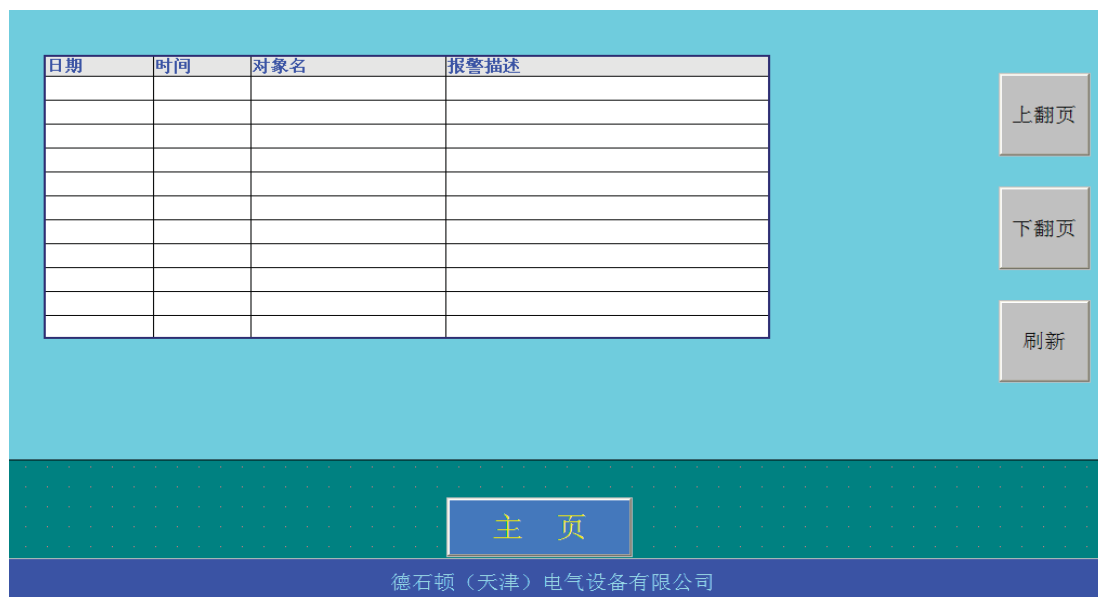 日期 时间 对象名 报警描述
上翻页
下翻页
刷新
主 页
德石顿（天津）电气设备有限公司